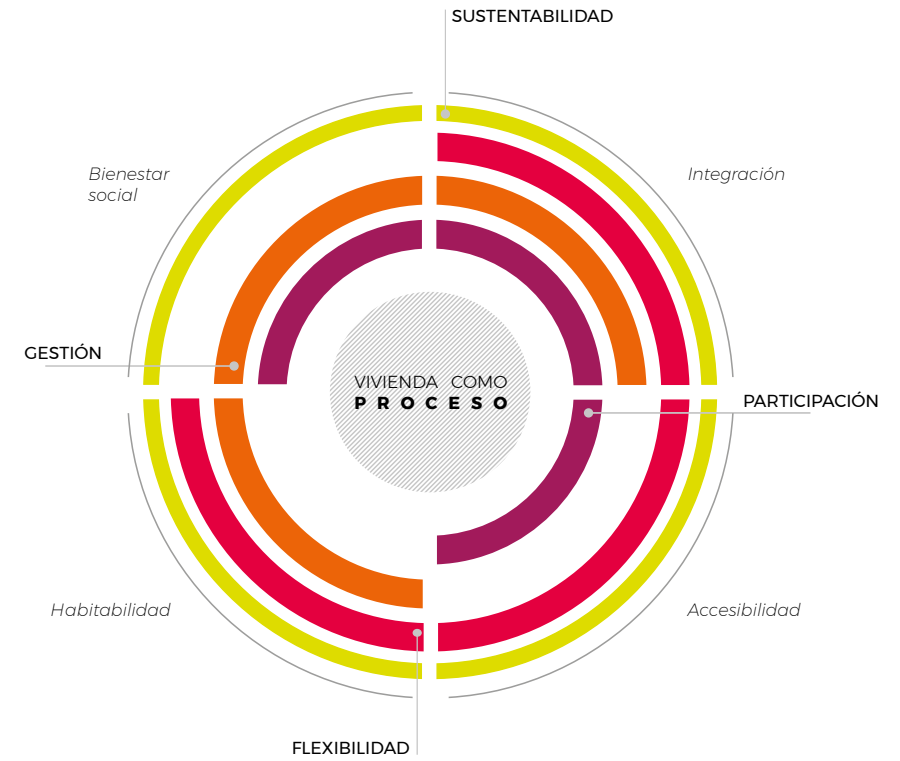 SUSTENTABILIDAD
Bienestar
social
Integración
GESTIÓN
VIVIENDA COMO
PROCESO
PARTICIPACIÓN
Habitabilidad
Accesibilidad
FLEXIBILIDAD